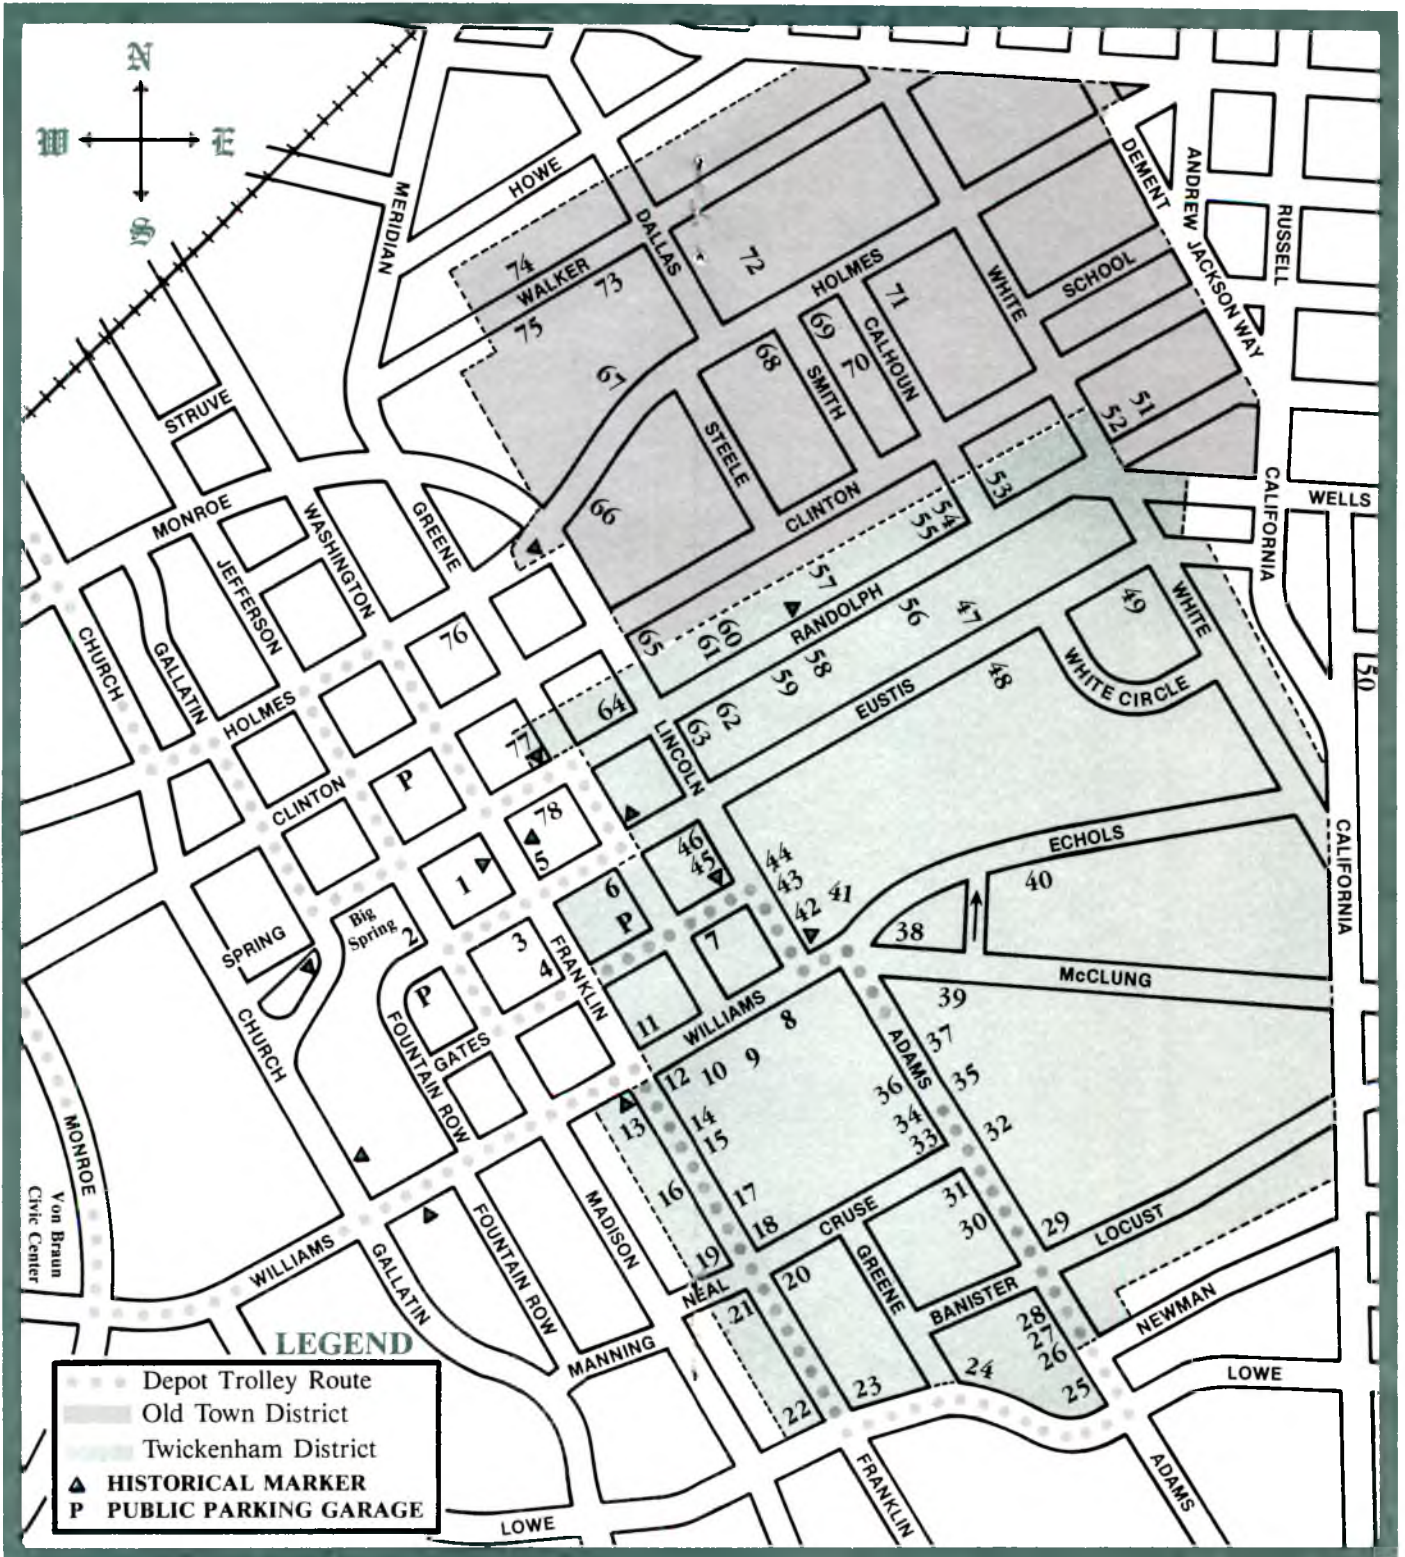 N
W E
S
HOWE
MERIDIAN
DALLAS
DEMENT
ANDREW JACKSON WAY
RUSSELL
74
WALKER
73
75
72
HOLMES
71
WHITE
SCHOOL
69
CALHOUN
70
68
SMITH
67
STRUVE
STEELE
51
52
CALIFORNIA
WELLS
MONROE
WASHINGTON
GREENE
66
CLINTON
53
54
55
JEFFERSON
57
RANDOLPH
56
47
49
WHITE
CHURCH
GALLATIN
76
65
60
61
58
59
48
WHITE CIRCLE
50
HOLMES
64
62
63
LINCOLN
EUSTIS
77
CLINTON
P
78
5
1
46
45
44
43
42
41
ECHOLS
40
CALIFORNIA
6
P
38
Big
Spring
2
SPRING
3
4
FRANKLIN
7
McCLUNG
39
P
CHURCH
FOUNTAIN ROW
GATES
11
WILLIAMS
8
9
10
12
ADAMS
37
35
36
34
33
32
13
14
15
MONROE
Von Braun
Civic Center
16
17
18
CRUSE
31
30
29
LOCUST
MADISON
FOUNTAIN ROW
WILLIAMS
GALLATIN
19
NEAL
20
21
GREENE
BANISTER
28
27
26
25
24
23
22
NEWMAN
LOWE
MANNING
FRANKLIN
ADAMS
LOWE
LEGEND
Depot Trolley Route
Old Town District
Twickenham District
HISTORICAL MARKER
P PUBLIC PARKING GARAGE